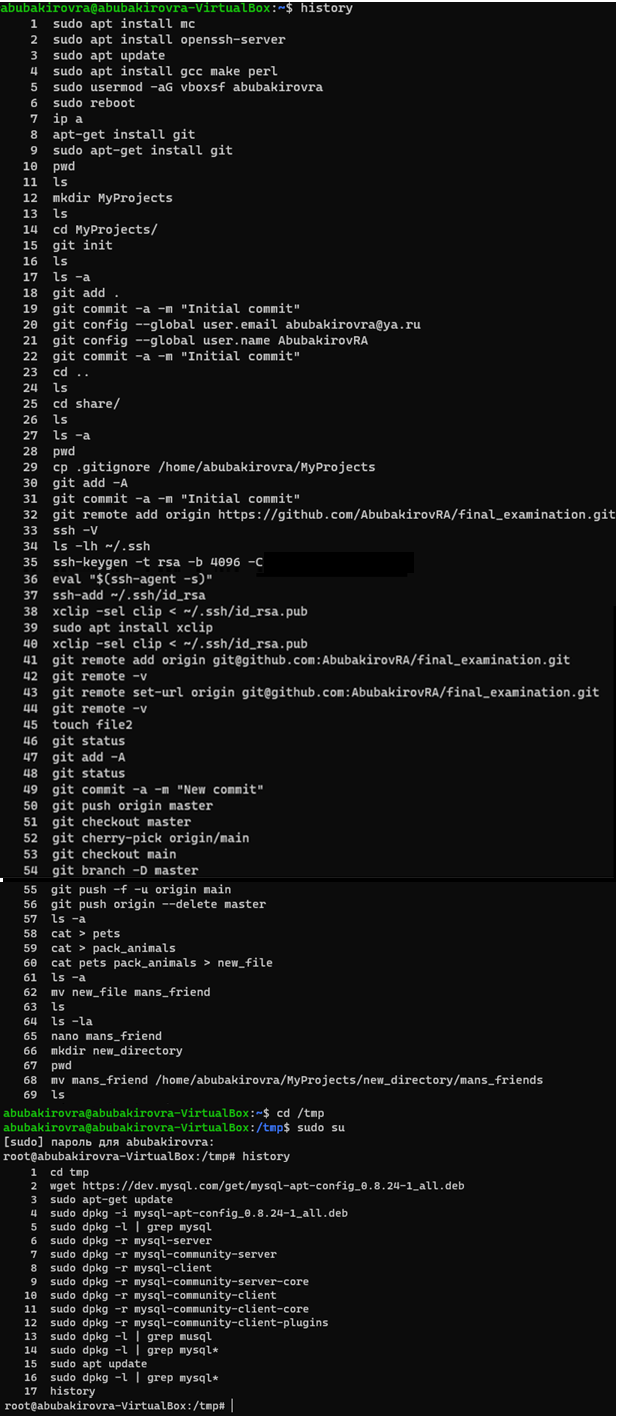 abubakirovra@abubakirovra-VirtualBox:~$ history
1 sudo apt install mc
2 sudo apt install openssh-server
3 sudo apt update
4 sudo apt install gcc make perl
5 sudo usermod -aG vboxsf abubakirovra
6 sudo reboot
7 ip a
8 apt-get install git
9 sudo apt-get install git
10 pwd
11 ls
12 mkdir MyProjects
13 ls
14 cd MyProjects/
15 git init
16 ls
17 ls -a
18 git add .
19 git commit -a -m "Initial commit"
20 git config --global user.email abubakirovra@ya.ru
21 git config --global user.name AbubakirovRA
22 git commit -a -m "Initial commit"
23 cd ..
24 ls
25 cd share/
26 ls
27 ls -a
28 pwd
29 cp .gitignore /home/abubakirovra/MyProjects
30 git add -A
31 git commit -a -m "Initial commit"
32 git remote add origin https://github.com/AbubakirovRA/final_examination.git
33 ssh -V
34 ls -lh ~/.ssh
35 ssh-keygen -t rsa -b 4096 -C
36 eval "$(ssh-agent -s)"
37 ssh-add ~/.ssh/id_rsa
38 xclip -sel clip < ~/.ssh/id_rsa.pub
39 sudo apt install xclip
40 xclip -sel clip < ~/.ssh/id_rsa.pub
41 git remote add origin git@github.com:AbubakirovRA/final_examination.git
42 git remote -v
43 git remote set-url origin git@github.com:AbubakirovRA/final_examination.git
44 git remote -v
45 touch file2
46 git status
47 git add -A
48 git status
49 git commit -a -m "New commit"
50 git push origin master
51 git checkout master
52 git cherry-pick origin/main
53 git checkout main
54 git branch -D master
55 git push -f -u origin main
56 git push origin --delete master
57 ls -a
58 cat > pets
59 cat > pack_animals
60 cat pets pack_animals > new_file
61 ls -a
62 mv new_file mans_friend
63 ls
64 ls -la
65 nano mans_friend
66 mkdir new_directory
67 pwd
68 mv mans_friend /home/abubakirovra/MyProjects/new_directory/mans_friends
69 ls
abubakirovra@abubakirovra-VirtualBox:~$ cd /tmp
abubakirovra@abubakirovra-VirtualBox:/tmp$ sudo su
[sudo] пароль для abubakirovra:
root@abubakirovra-VirtualBox:/tmp# history
1 cd tmp
2 wget https://dev.mysql.com/get/mysql-apt-config_0.8.24-1_all.deb
3 sudo apt-get update
4 sudo dpkg -i mysql-apt-config_0.8.24-1_all.deb
5 sudo dpkg -l | grep mysql
6 sudo dpkg -r mysql-server
7 sudo dpkg -r mysql-community-server
8 sudo dpkg -r mysql-client
9 sudo dpkg -r mysql-community-server-core
10 sudo dpkg -r mysql-community-client
11 sudo dpkg -r mysql-community-client-core
12 sudo dpkg -r mysql-community-client-plugins
13 sudo dpkg -l | grep musql
14 sudo dpkg -l | grep mysql*
15 sudo apt update
16 sudo dpkg -l | grep mysql*
17 history
root@abubakirovra-VirtualBox:/tmp#